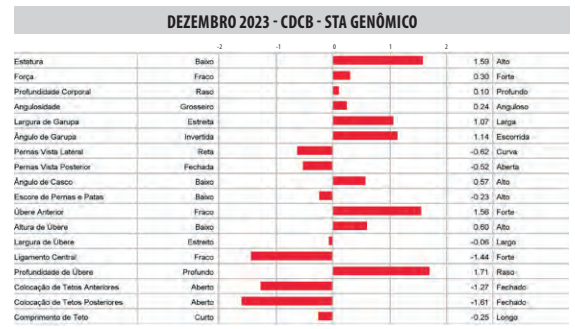 DEZEMBRO 2023 - CDCB - STA GENÔMICO
-2 -1 0 1 2
Estatura Baixo 1.59 Alto
Força Fraco 0.30 Forte
Profundidade Corporal Raso 0.10 Profundo
Angulosidade Grosseiro 0.24 Anguloso
Largura de Garupa Estreita 1.07 Larga
Ângulo de Garupa Invertida 1.14 Escorrida
Pernas Vista Lateral Reta -0.62 Curva
Pernas Vista Posterior Fechada -0.52 Aberta
Ângulo de Casco Baixo 0.57 Alto
Escore de Pernas e Patas Baixo -0.23 Alto
Úbere Anterior Fraco 1.56 Forte
Altura de Úbere Baixo 0.60 Alto
Largura de Úbere Estreito -0.06 Largo
Ligamento Central Fraco -1.44 Forte
Profundidade de Úbere Profundo 1.71 Raso
Colocação de Tetos Anteriores Aberto -1.27 Fechado
Colocação de Tetos Posteriores Aberto -1.61 Fechado
Comprimento de Teto Curto -0.25 Longo